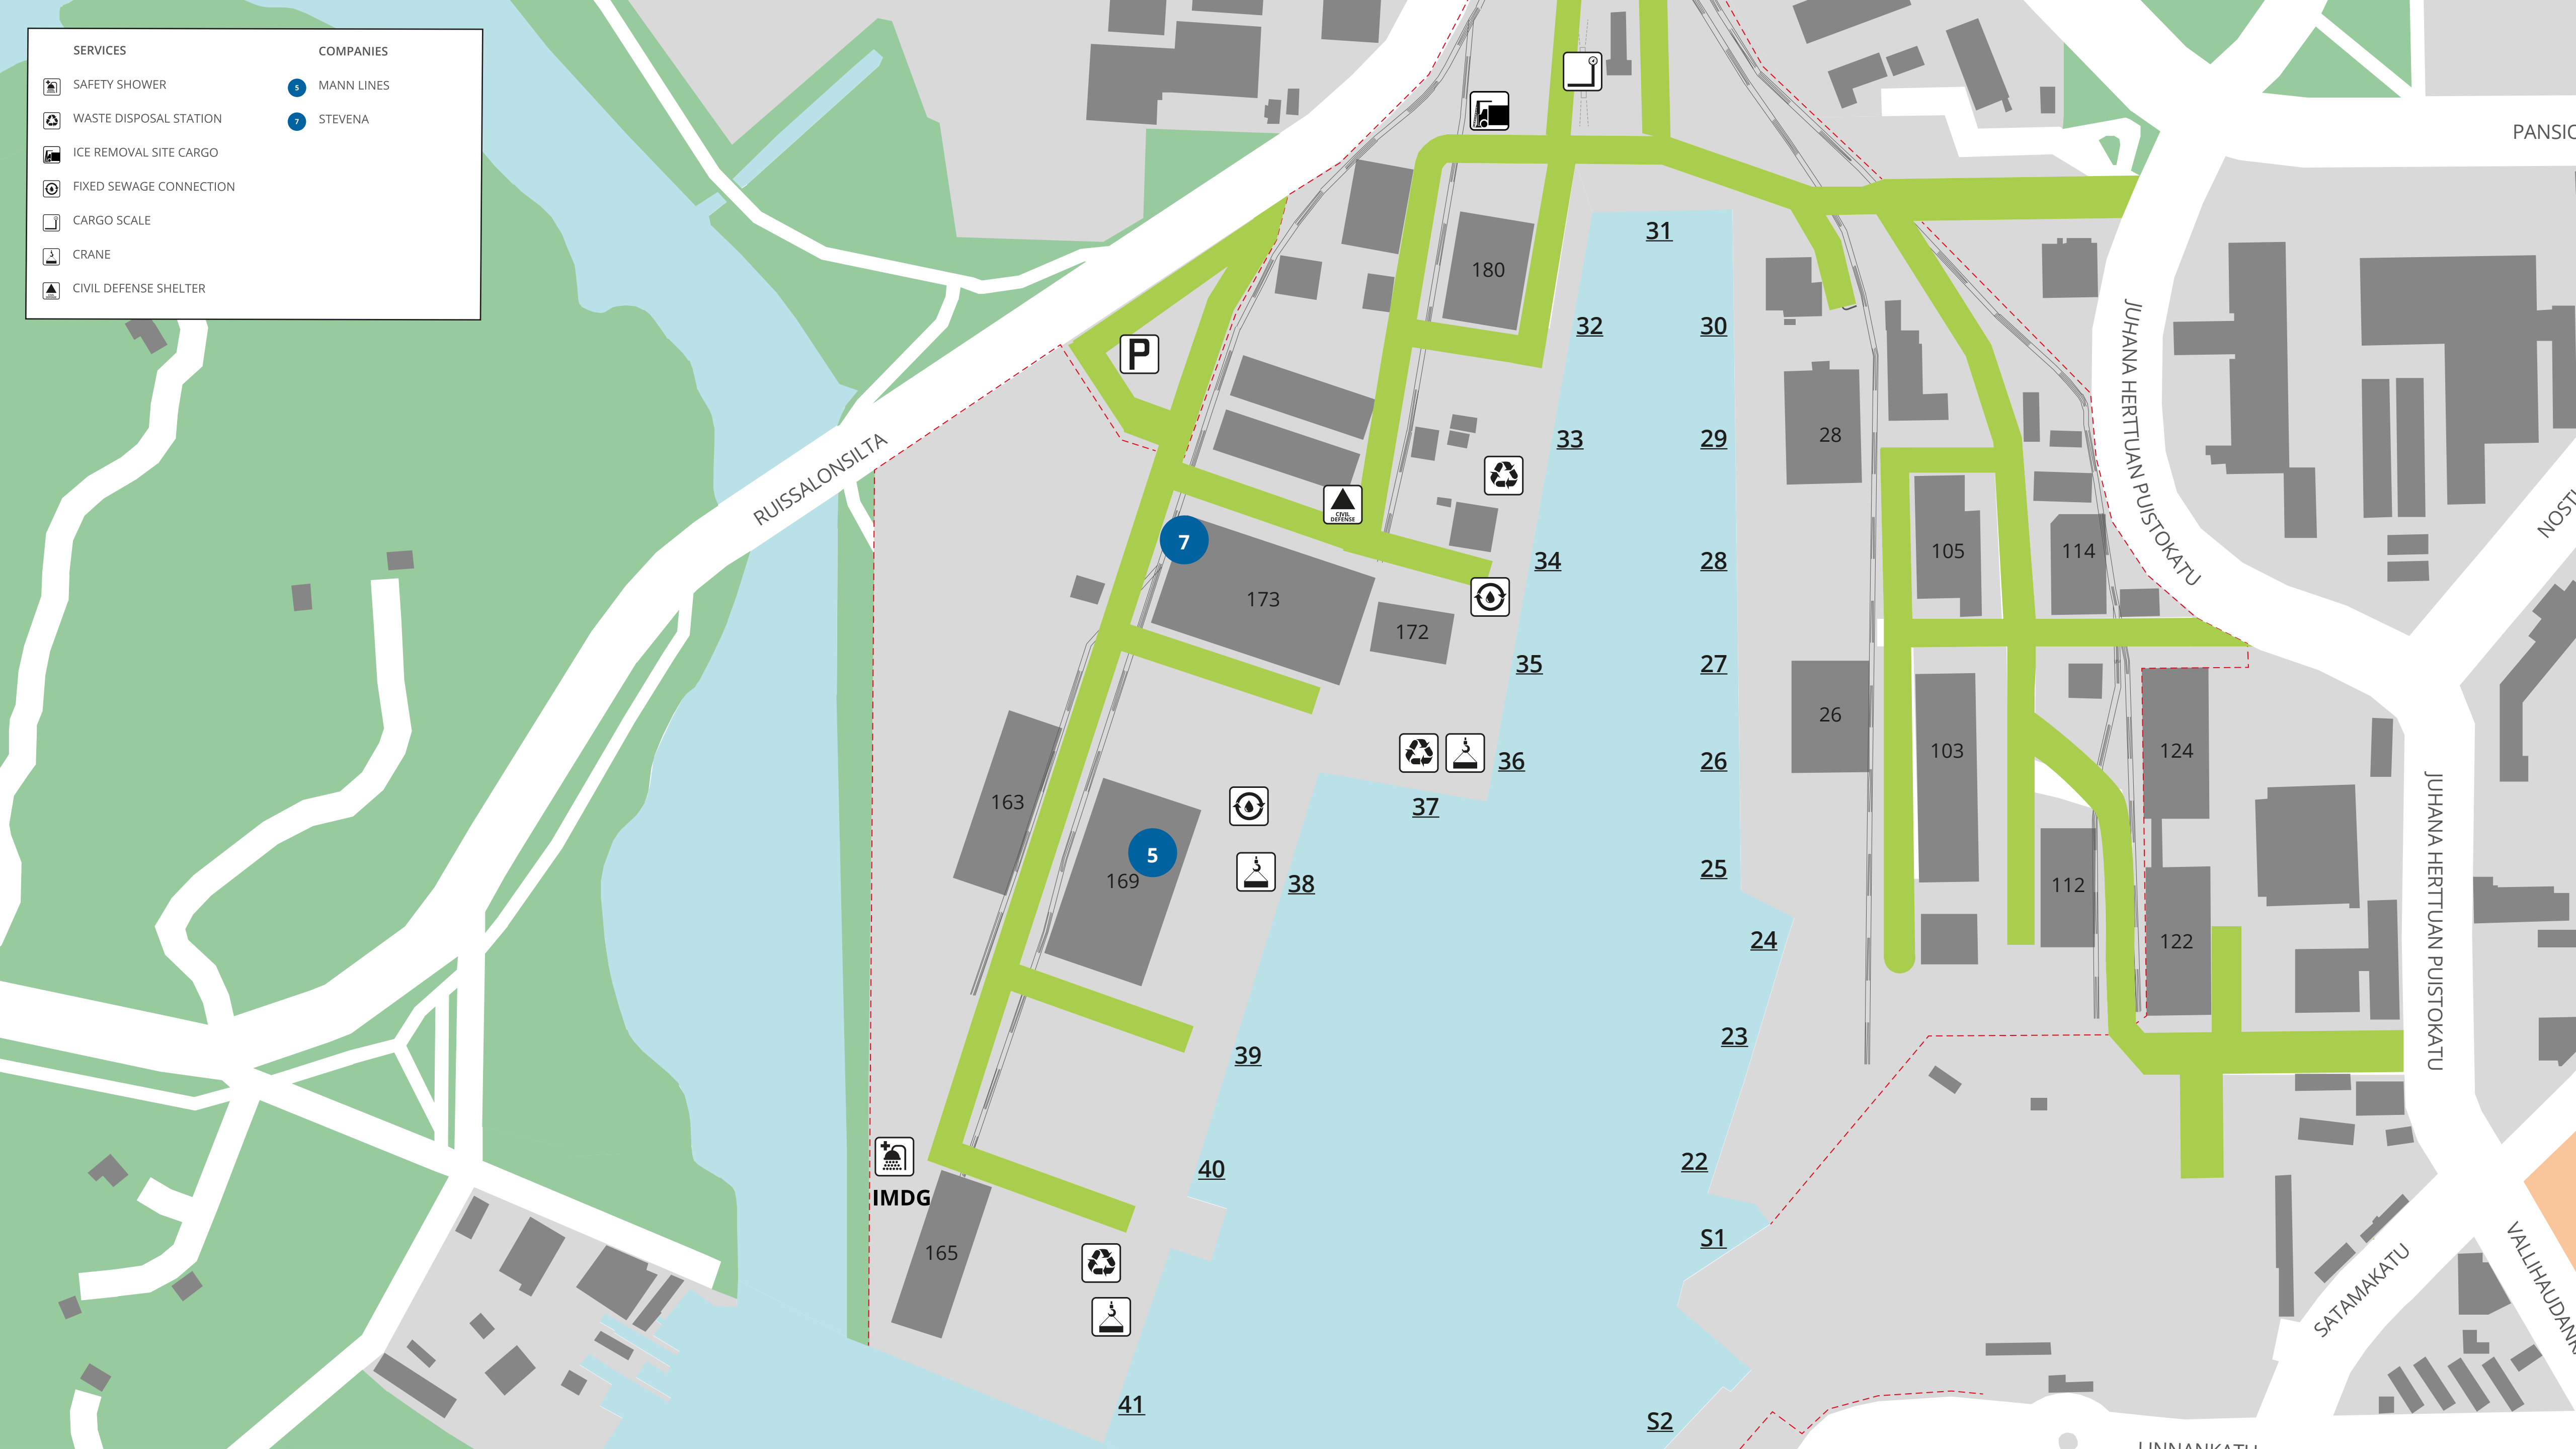 SERVICES
SAFETY SHOWER
WASTE DISPOSAL STATION
ICE REMOVAL SITE CARGO
FIXED SEWAGE CONNECTION
CARGO SCALE
CRANE
CIVIL DEFENSE SHELTER
COMPANIES
5 MANN LINES
7 STEVENA
31
180
32
30
P
33
29
28
CIVIL
DEFENSE
7
34
28
105
114
173
172
35
27
26
36
26
103
124
37
163
5
169
38
25
112
24
122
23
39
22
40
IMDG
165
S1
41
S2
RUISSALONSILTA
JUHANA HERTTUAN PUISTOKATU
JUHANA HERTTUAN PUISTOKATU
SATAMAKATU